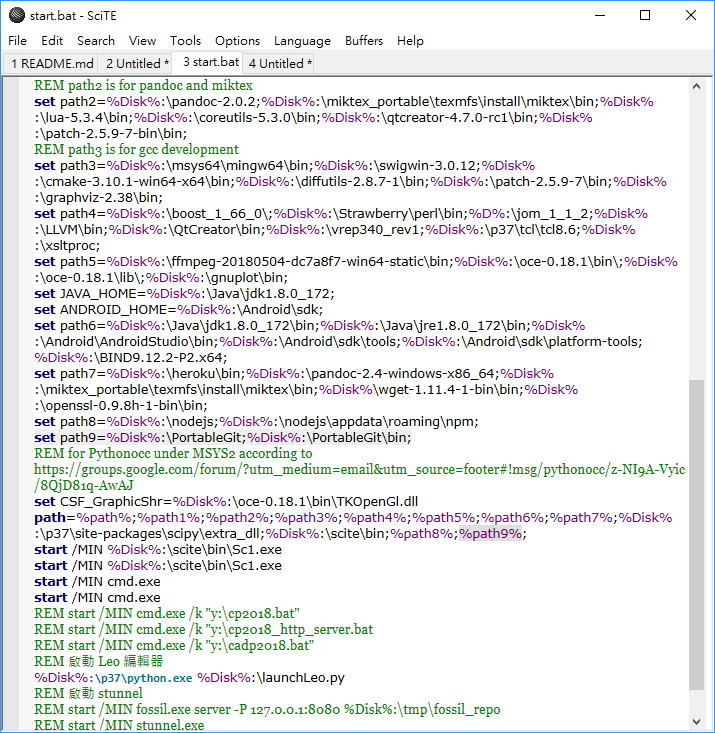 start.bat - SciTE
File Edit Search View Tools Options Language Buffers Help
1 README.md 2 Untitled * 3 start.bat 4 Untitled *
REM path2 is for pandoc and miktex
set path2=%Disk%:\pandoc-2.0.2;%Disk%:\miktex_portable\texmfs\install\miktex\bin;%Disk%
:\lua-5.3.4\bin;%Disk%:\coreutils-5.3.0\bin;%Disk%:\qtcreator-4.7.0-rc1\bin;%Disk%
:\patch-2.5.9-7-bin\bin;
REM path3 is for gcc development
set path3=%Disk%:\msys64\mingw64\bin;%Disk%:\swigwin-3.0.12;%Disk%
:\cmake-3.10.1-win64-x64\bin;%Disk%:\diffutils-2.8.7-1\bin;%Disk%:\patch-2.5.9-7\bin;%Disk%
:\graphviz-2.38\bin;
set path4=%Disk%:\boost_1_66_0\;%Disk%:\Strawberry\perl\bin;%D%:\jom_1_1_2;%Disk%
:\LLVM\bin;%Disk%:\QtCreator\bin;%Disk%:\vrep340_rev1;%Disk%:\p37\tcl\tcl8.6;%Disk%
:\xsltproc;
set path5=%Disk%:\ffmpeg-20180504-dc7a8f7-win64-static\bin;%Disk%:\oce-0.18.1\bin\;%Disk%
:\oce-0.18.1\lib\;%Disk%:\gnuplot\bin;
set JAVA_HOME=%Disk%:\Java\jdk1.8.0_172;
set ANDROID_HOME=%Disk%:\Android\sdk;
set path6=%Disk%:\Java\jdk1.8.0_172\bin;%Disk%:\Java\jre1.8.0_172\bin;%Disk%
:\Android\AndroidStudio\bin;%Disk%:\Android\sdk\tools;%Disk%:\Android\sdk\platform-tools;
%Disk%:\BIND9.12.2-P2.x64;
set path7=%Disk%:\heroku\bin;%Disk%:\pandoc-2.4-windows-x86_64;%Disk%
:\miktex_portable\texmfs\install\miktex\bin;%Disk%\wget-1.11.4-1-bin\bin;%Disk%
:\openssl-0.9.8h-1-bin\bin;
set path8=%Disk%:\nodejs;%Disk%:\nodejs\appdata\roaming\npm;
set path9=%Disk%:\PortableGit;%Disk%:\PortableGit\bin;
REM for Pythonocc under MSYS2 according to
https://groups.google.com/forum/?utm_medium=email&utm_source=footer#!msg/pythonocc/z-NI9A-Vyic
/8QjD81q-AwAJ
set CSF_GraphicShr=%Disk%:\oce-0.18.1\bin\TKOpenGl.dll
path=%path%;%path1%;%path2%;%path3%;%path4%;%path5%;%path6%;%path7%;%Disk%
:\p37\site-packages\scipy\extra_dll;%Disk%:\scite\bin;%path8%;%path9%;
start /MIN %Disk%:\scite\bin\Sc1.exe
start /MIN %Disk%:\scite\bin\Sc1.exe
start /MIN cmd.exe
start /MIN cmd.exe
REM start /MIN cmd.exe /k "y:\cp2018.bat"
REM start /MIN cmd.exe /k "y:\cp2018_http_server.bat
REM start /MIN cmd.exe /k "y:\cadp2018.bat"
REM 啟動 Leo 編輯器
%Disk%:\p37\python.exe %Disk%:\launchLeo.py
REM 啟動 stunnel
REM start /MIN fossil.exe server -P 127.0.0.1:8080 %Disk%:\tmp\fossil_repo
REM start /MIN stunnel.exe